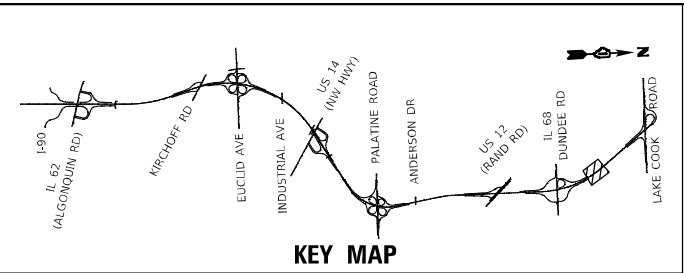 I-90
IL 62
(ALGONQUIN RD)
KIRCHOFF RD
EUCLID AVE
INDUSTRIAL AVE
US 14
(NW HWY)
PALATINE ROAD
ANDERSON DR
US 12
(RAND RD)
IL 68
DUNDEE RD
LAKE COOK ROAD
N
KEY MAP